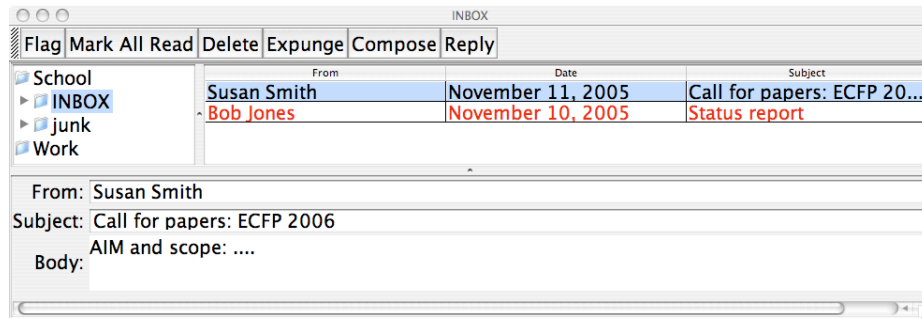 INBOX
Flag Mark All Read Delete Expunge Compose Reply
School
INBOX
junk
Work
From Date Subject
Susan Smith November 11, 2005 Call for papers: ECFP 20...
Bob Jones November 10, 2005 Status report
From: Susan Smith
Subject: Call for papers: ECFP 2006
Body: AIM and scope: ....